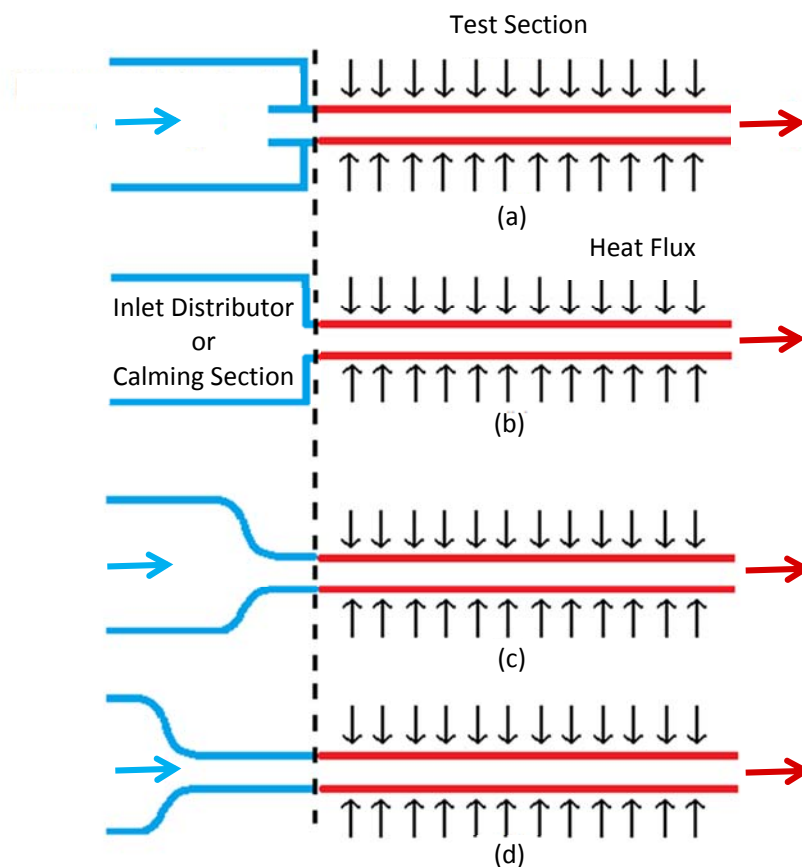 Test Section
(a)
Heat Flux
Inlet Distributor
or
Calming Section
(b)
(c)
(d)